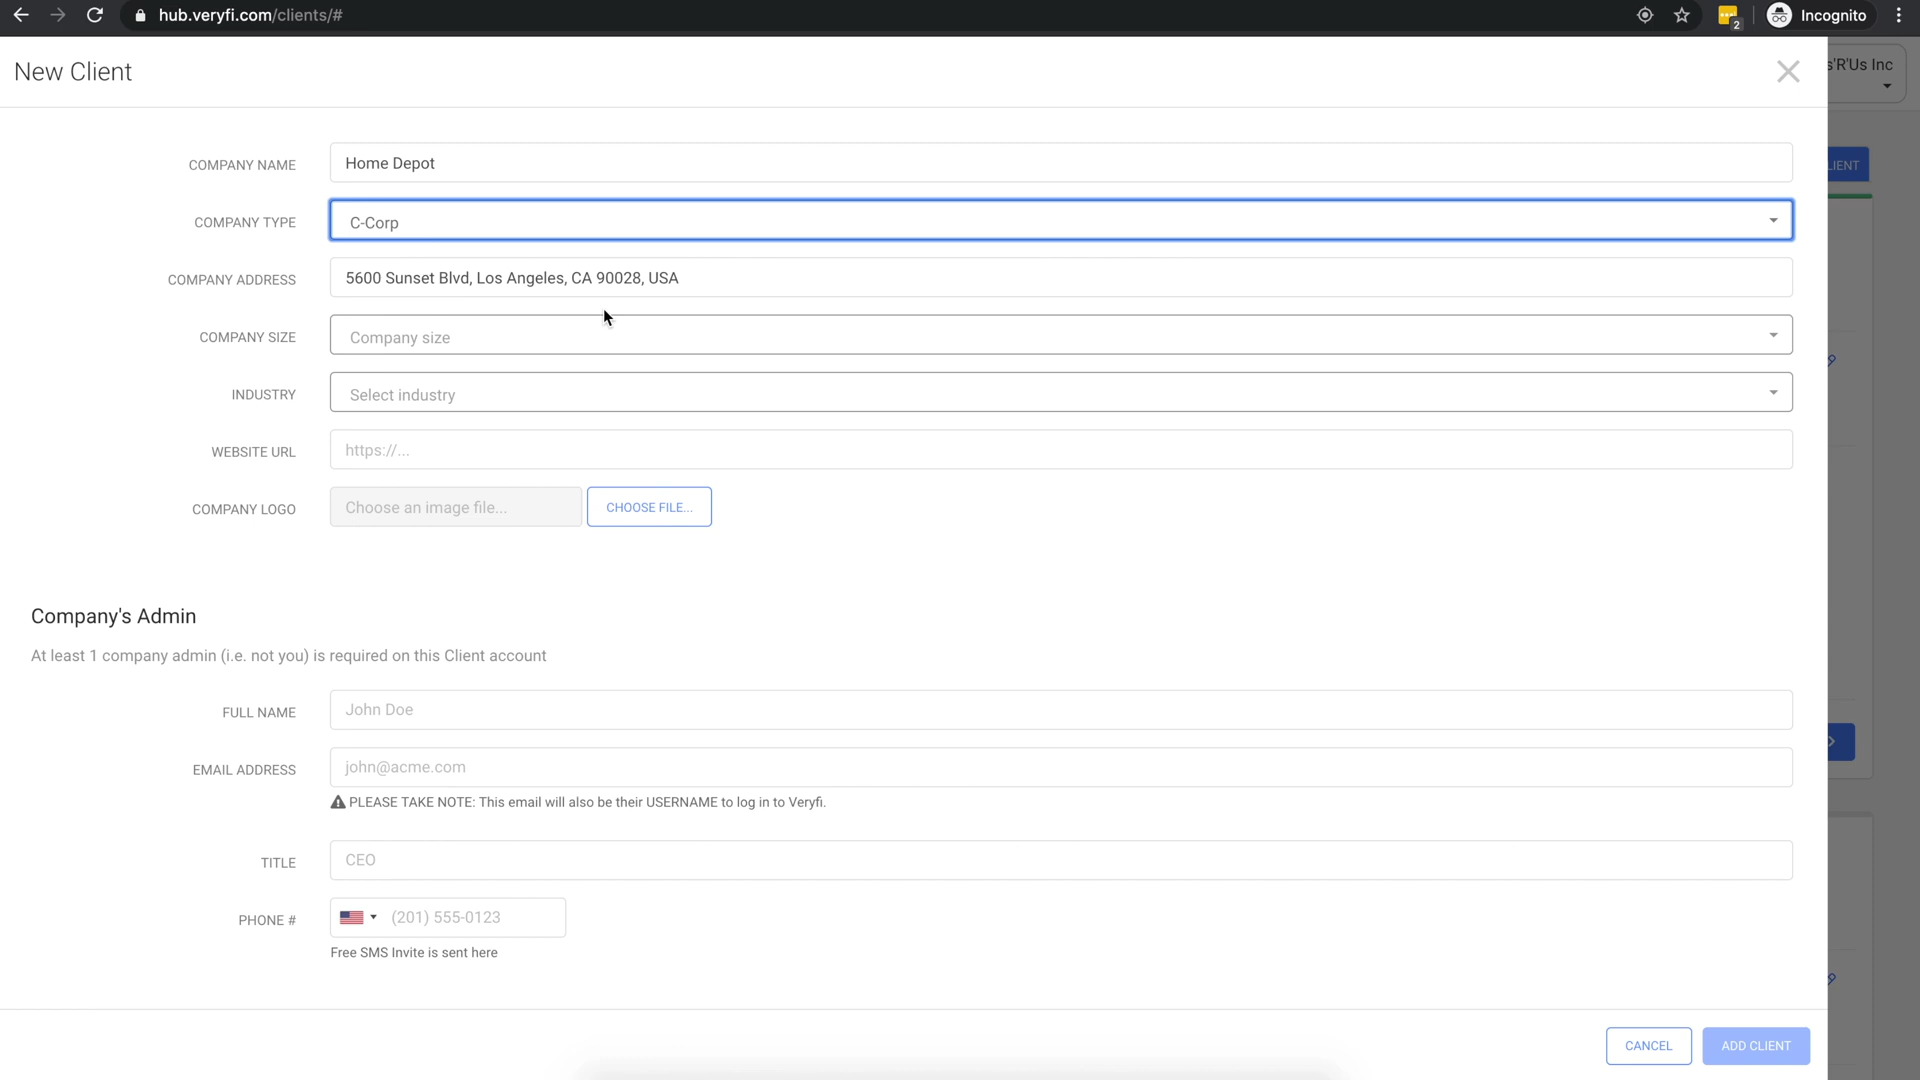 hub.veryfi.com/clients/#
2
Incognito
New Client
s'R'Us Inc
COMPANY NAME
Home Depot
LIENT
COMPANY TYPE
C-Corp
COMPANY ADDRESS
5600 Sunset Blvd, Los Angeles, CA 90028, USA
COMPANY SIZE
Company size
INDUSTRY
Select industry
WEBSITE URL
https://...
COMPANY LOGO
Choose an image file...
CHOOSE FILE...
Company's Admin
At least 1 company admin (i.e. not you) is required on this Client account
FULL NAME
John Doe
EMAIL ADDRESS
john@acme.com
PLEASE TAKE NOTE: This email will also be their USERNAME to log in to Veryfi.
TITLE
CEO
PHONE #
(201) 555-0123
Free SMS Invite is sent here
CANCEL
ADD CLIENT